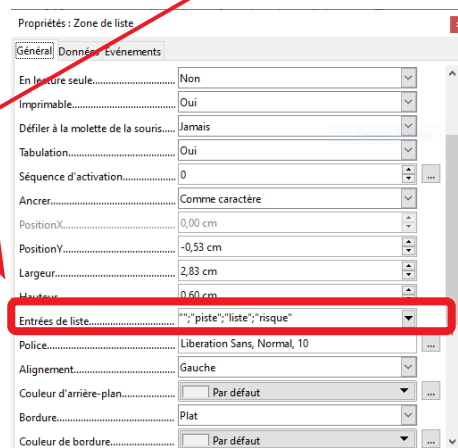 Propriétés : Zone de liste
Général Données Événements
En lecture seule Non
Imprimable Oui
Défiler à la molette de la souris Jamais
Tabulation Oui
Séquence d'activation 0 ...
Ancrer Comme caractère
PositionX 0,00 cm
PositionY -0,53 cm
Largeur 2,83 cm
Hauteur 0,60 cm
Entrées de liste "";"piste";"liste";"risque"
Police Liberation Sans, Normal, 10 ...
Alignement Gauche
Couleur d'arrière-plan Par défaut ...
Bordure Plat
Couleur de bordure Par défaut ...